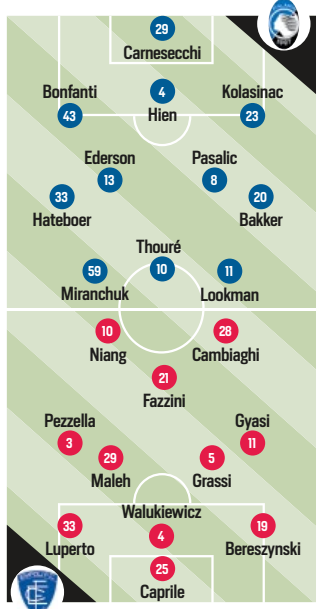 29
Carnesecchi
Bonfanti
4
Kolasinac
43
Hien
23
Ederson
Pasalic
13
8
33
20
Hateboer
Bakker
Thouré
59
10
11
Miranchuk
Lookman
10
28
Niang
Cambiaghi
21
Fazzini
Pezzella
Gyasi
3
11
29
5
Maleh
Grassi
Walukiewicz
33
4
19
Luperto
Bereszynski
25
Caprile